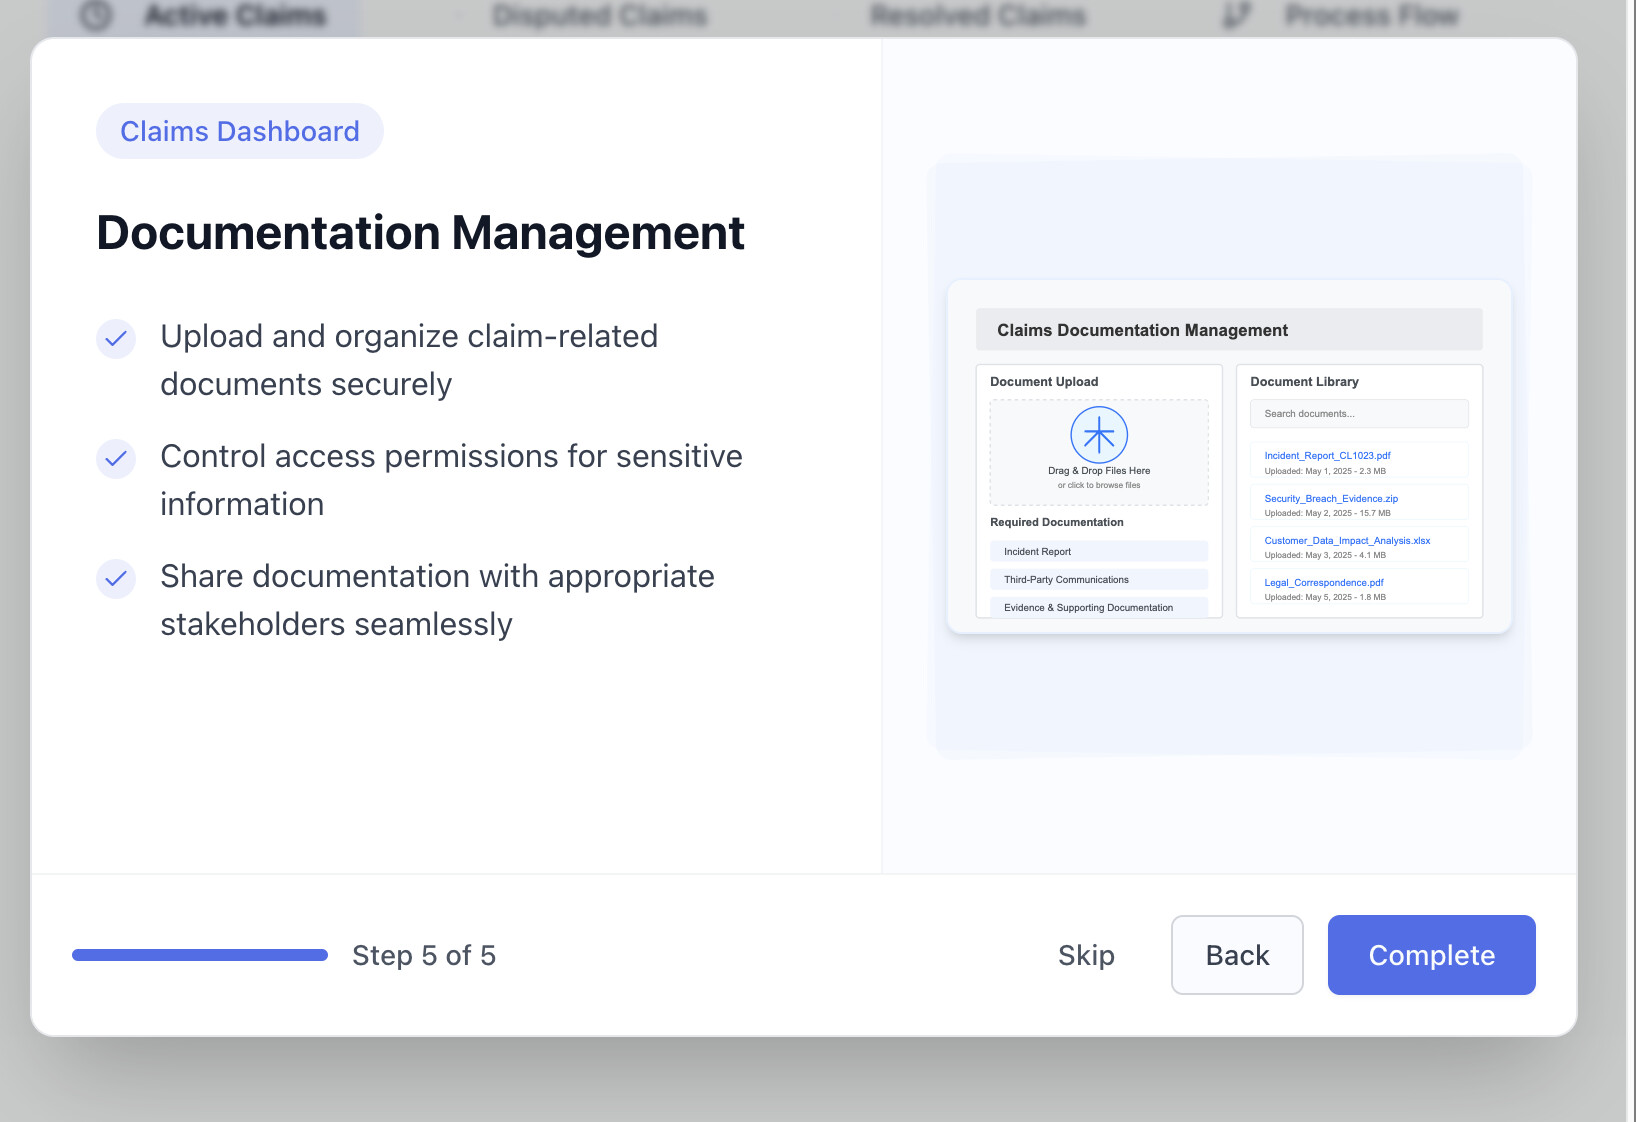 Active Claims
Disputed Claims
Resolved Claims
Process Flow
Claims Dashboard
Documentation Management
Upload and organize claim-related
documents securely
Control access permissions for sensitive
information
Share documentation with appropriate
stakeholders seamlessly
Claims Documentation Management
Document Upload
Drag & Drop Files Here
or click to browse files
Required Documentation
Incident Report
Third-Party Communications
Evidence & Supporting Documentation
Document Library
Search documents...
Incident_Report_CL1023.pdf
Uploaded: May 1, 2025 - 2.3 MB
Security_Breach_Evidence.zip
Uploaded: May 2, 2025 - 15.7 MB
Customer_Data_Impact_Analysis.xlsx
Uploaded: May 3, 2025 - 4.1 MB
Legal_Correspondence.pdf
Uploaded: May 5, 2025 - 1.8 MB
Step 5 of 5
Skip
Back
Complete